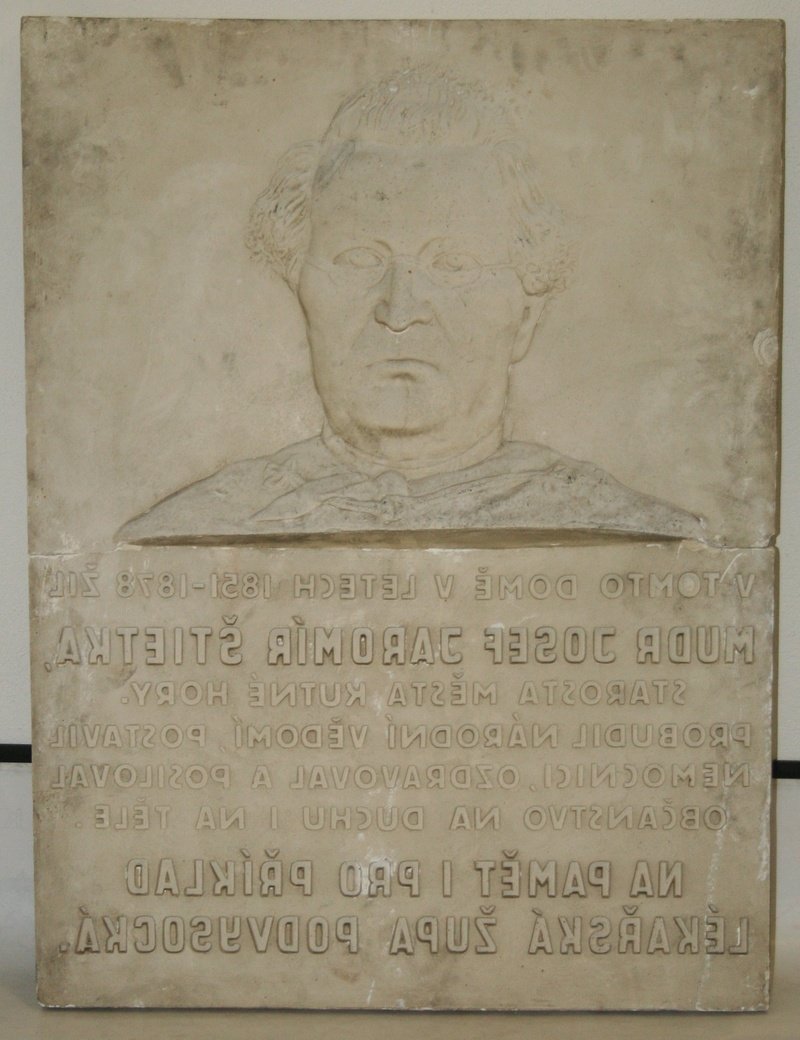 V TOMTO DOMĚ V LETECH 1851-1878 ŽIL
MUDR JOSEF JAROMÍR ŠTIETKA,
STAROSTA MĚSTA KUTNÉ HORY.
PROBUDIL NÁRODNÍ VĚDOMÍ, POSTAVIL
NEMOCNICI, OZDRAVOVAL A POSILOVAL
OBČANSTVO NA DUCHU I NA TĚLE.
NA PAMĚT I PRO PŘÍKLAD
LÉKAŘSKÁ ŽUPA PODVYSOCKÁ.